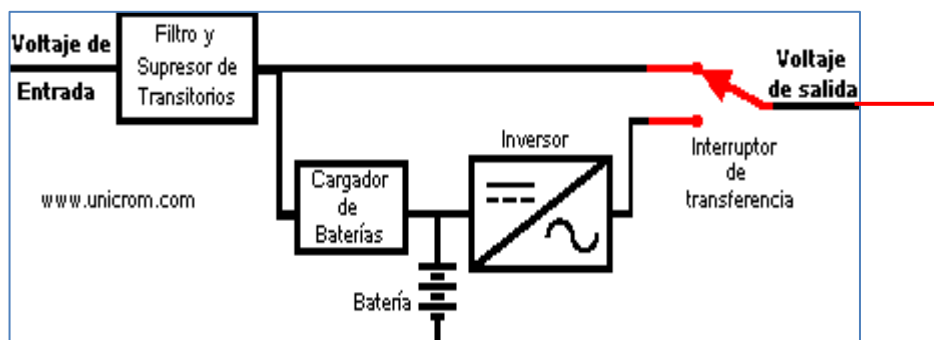 Voltaje de
Entrada
Filtro y
Supresor de
Transitorios
Voltaje
de salida
Inversor
Interruptor
de
transferencia
www.unicrom.com
Cargador
de
Baterías
Batería